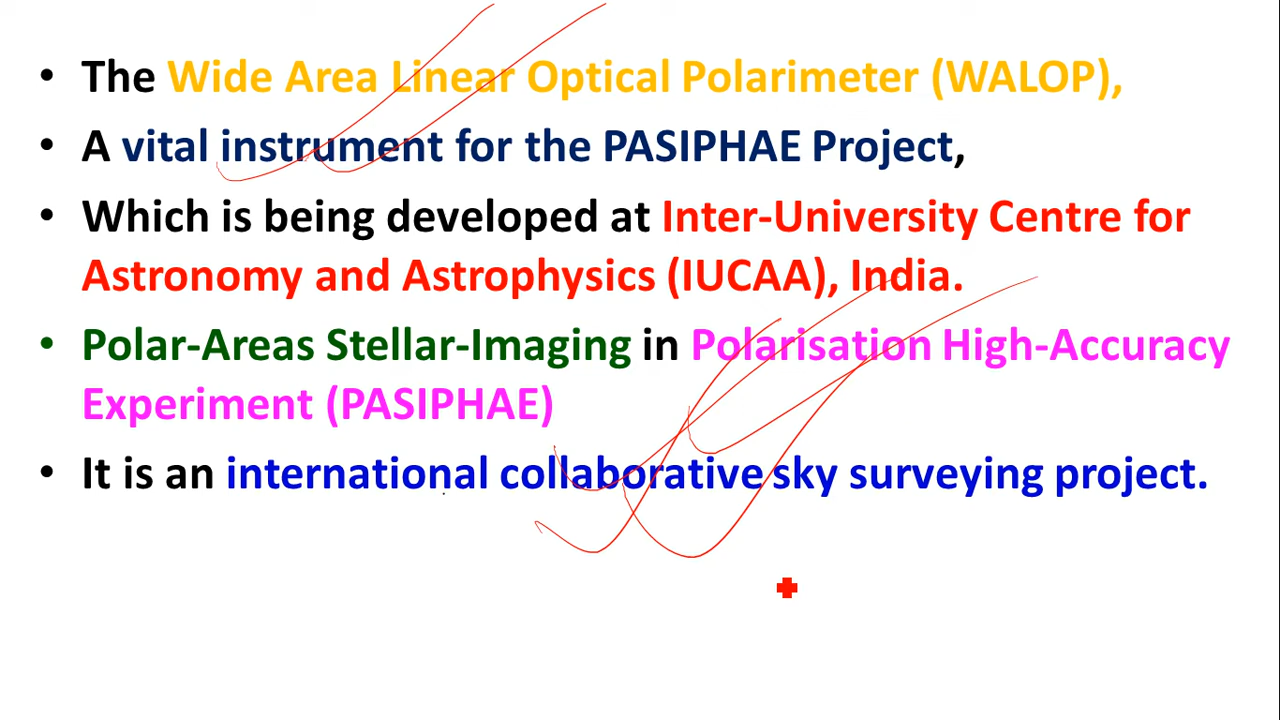 • The Wide Area Linear Optical Polarimeter (WALOP),
• A vital instrument for the PASIPHAE Project,
• Which is being developed at Inter-University Centre for
Astronomy and Astrophysics (IUCAA), India.
• Polar-Areas Stellar-Imaging in Polarisation High-Accuracy
Experiment (PASIPHAE)
• It is an international collaborative sky surveying project.